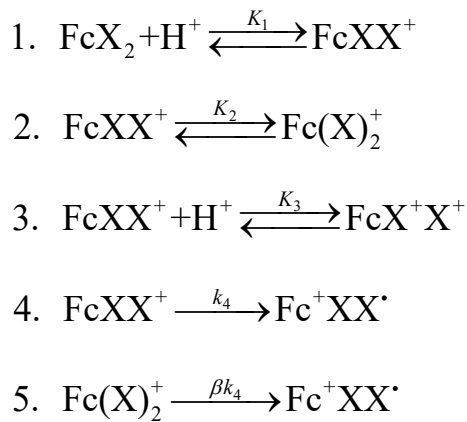 1. FcX₂+H⁺ ⇌ K₁ FcXX⁺
2. FcXX⁺ ⇌ K₂ Fc(X)₂⁺
3. FcXX⁺+H⁺ ⇌ K₃ FcX⁺X⁺
4. FcXX⁺ → k₄ Fc⁺XX•
5. Fc(X)₂⁺ → βk₄ Fc⁺XX•